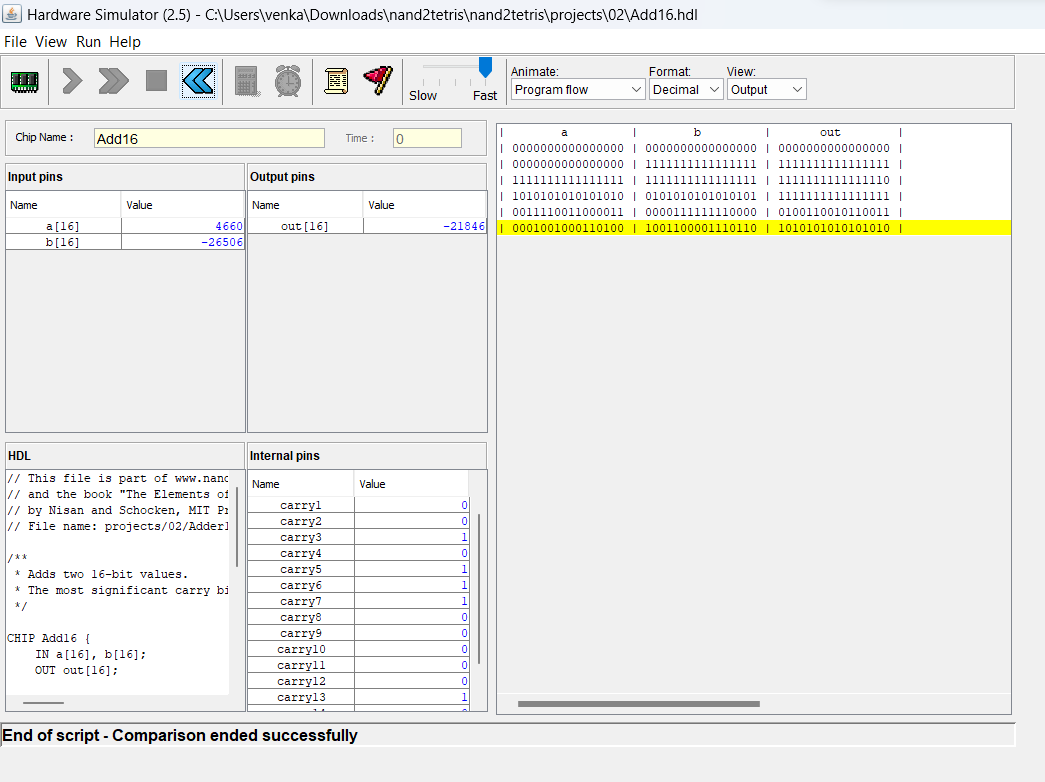 Hardware Simulator (2.5) - C:\Users\venka\Downloads\nand2tetris\nand2tetris\projects\02\Add16.hdl
File View Run Help
Slow Fast
Animate: Format: View:
Program flow Decimal Output
Chip Name : Add16 Time : 0
Input pins
Name Value
a[16] 4660
b[16] -26506
Output pins
Name Value
out[16] -21846
HDL
// This file is part of www.nand
// and the book "The Elements of
// by Nisan and Schocken, MIT Pr
// File name: projects/02/Adder1
/**
* Adds two 16-bit values.
* The most significant carry bi
*/
CHIP Add16 {
IN a[16], b[16];
OUT out[16];
Internal pins
Name Value
carry1 0
carry2 0
carry3 1
carry4 0
carry5 1
carry6 1
carry7 1
carry8 0
carry9 0
carry10 0
carry11 0
carry12 0
carry13 1
| a | b | out |
| 0000000000000000 | 0000000000000000 | 0000000000000000 |
| 0000000000000000 | 1111111111111111 | 1111111111111111 |
| 1111111111111111 | 1111111111111111 | 1111111111111110 |
| 1010101010101010 | 0101010101010101 | 1111111111111111 |
| 0011110011000011 | 0000111111110000 | 0100110010110011 |
| 0001001000110100 | 1001100001110110 | 1010101010101010 |
End of script - Comparison ended successfully